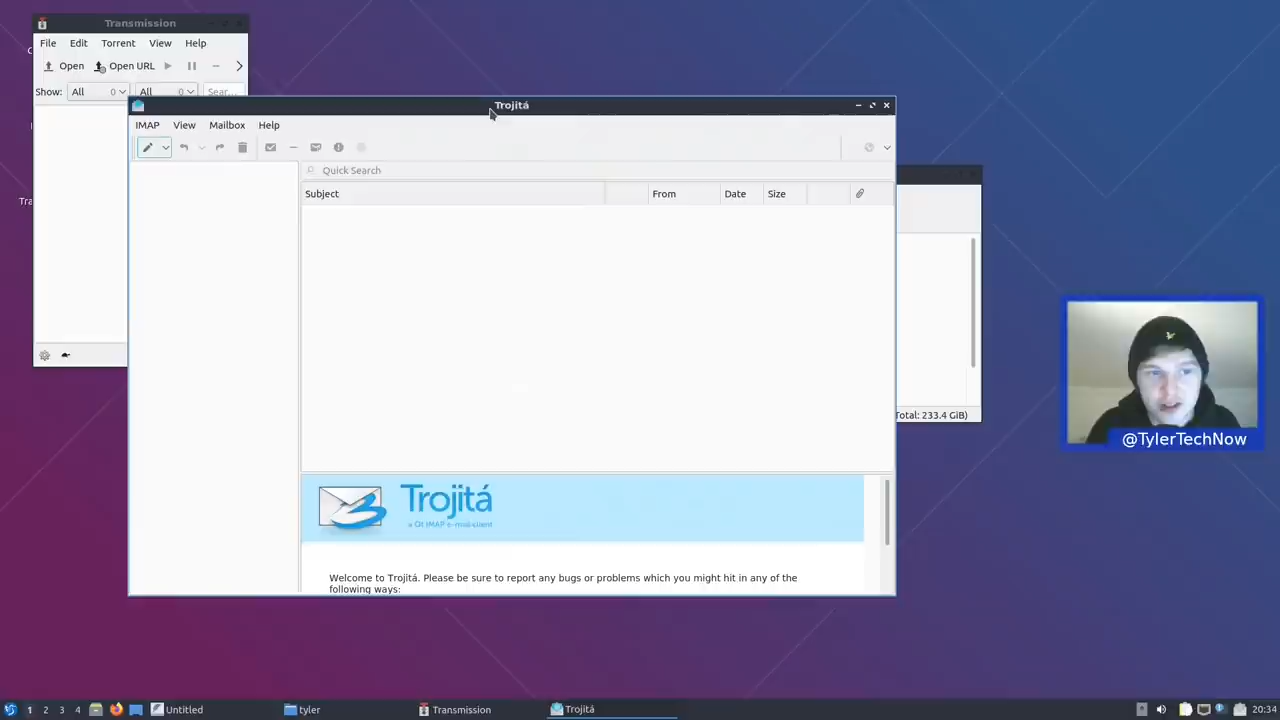 Transmission
File Edit Torrent View Help
Open Open URL
Show: All 0 All 0 Sear...
Trojitá
IMAP View Mailbox Help
Quick Search
Subject From Date Size
Total: 233.4 GiB)
Trojitá
a Qt IMAP e-mail client
Welcome to Trojitá. Please be sure to report any bugs or problems which you might hit in any of the
following ways:
@TylerTechNow
1 2 3 4 Untitled tyler Transmission Trojitá 20:34